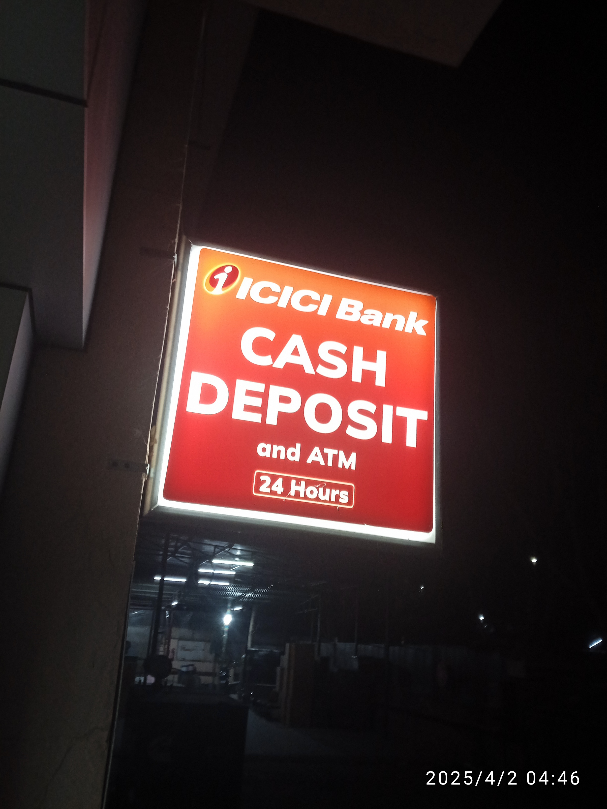 i ICICI Bank
CASH
DEPOSIT
and ATM
24 Hours
2025/4/2 04:46